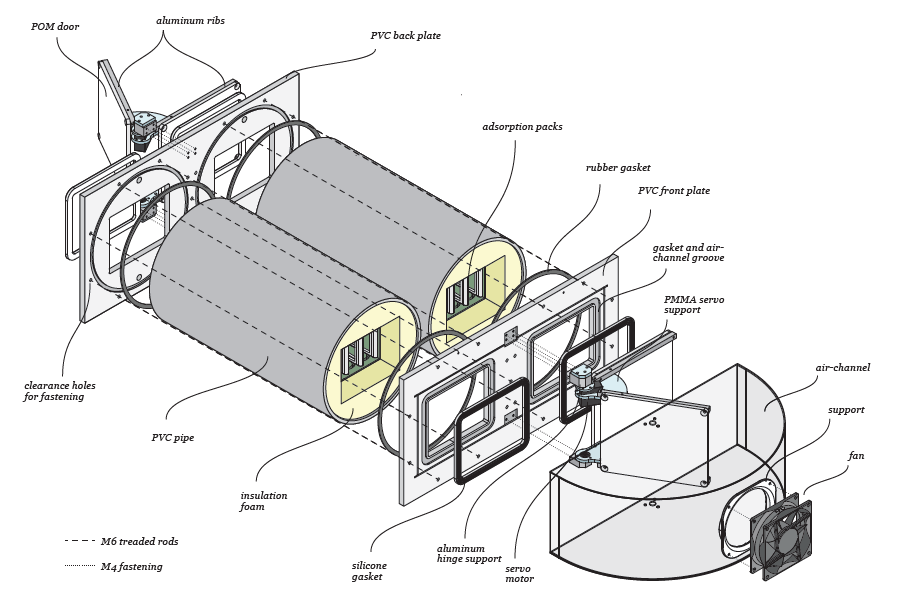 POM door
aluminum ribs
PVC back plate
adsorption packs
rubber gasket
PVC front plate
gasket and air-
channel groove
PMMA servo
support
air-channel
support
fan
clearance holes
for fastening
PVC pipe
insulation
foam
silicone
gasket
aluminum
hinge support
servo
motor
M6 treaded rods
M4 fastening